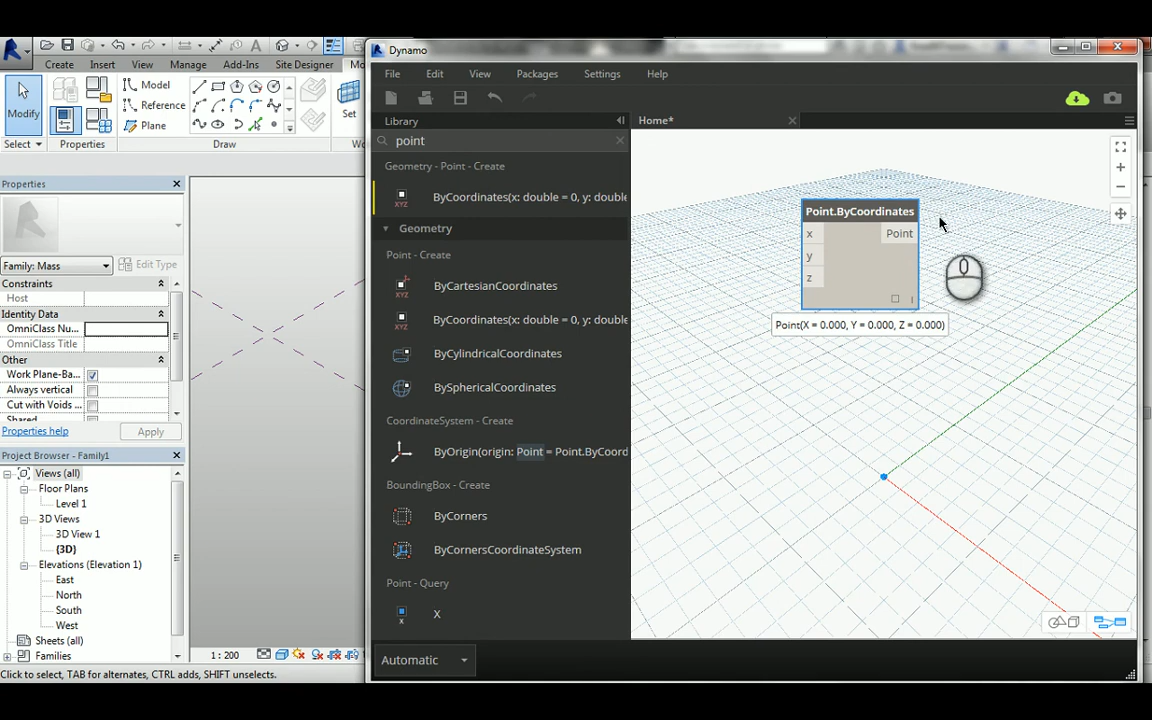 Dynamo
Create
Insert
View
Manage
Add-Ins
Site Designer
Mo
File
Edit
View
Packages
Settings
Help
Modify
Model
Reference
Plane
Set
Select
Properties
Draw
Wo
Library
Home*
point
Geometry - Point - Create
ByCoordinates(x: double = 0, y: double
Geometry
Point - Create
ByCartesianCoordinates
ByCoordinates(x: double = 0, y: double
ByCylindricalCoordinates
BySphericalCoordinates
CoordinateSystem - Create
ByOrigin(origin: Point = Point.ByCoord
BoundingBox - Create
ByCorners
ByCornersCoordinateSystem
Point - Query
X
Automatic
Point.ByCoordinates
x
Point
y
z
Point(X = 0.000, Y = 0.000, Z = 0.000)
Properties
Family: Mass
Edit Type
Constraints
Host
Identity Data
OmniClass Nu...
OmniClass Title
Other
Work Plane-Ba...
Always vertical
Cut with Voids ...
Shared
Properties help
Apply
Project Browser - Family1
Views (all)
Floor Plans
Level 1
3D Views
3D View 1
{3D}
Elevations (Elevation 1)
East
North
South
West
Sheets (all)
Families
1 : 200
Click to select, TAB for alternates, CTRL adds, SHIFT unselects.